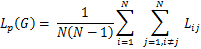 L_p(G) = \frac{1}{N(N-1)} \sum_{i=1}^{N} \sum_{j=1,i \neq j}^{N} L_{ij}